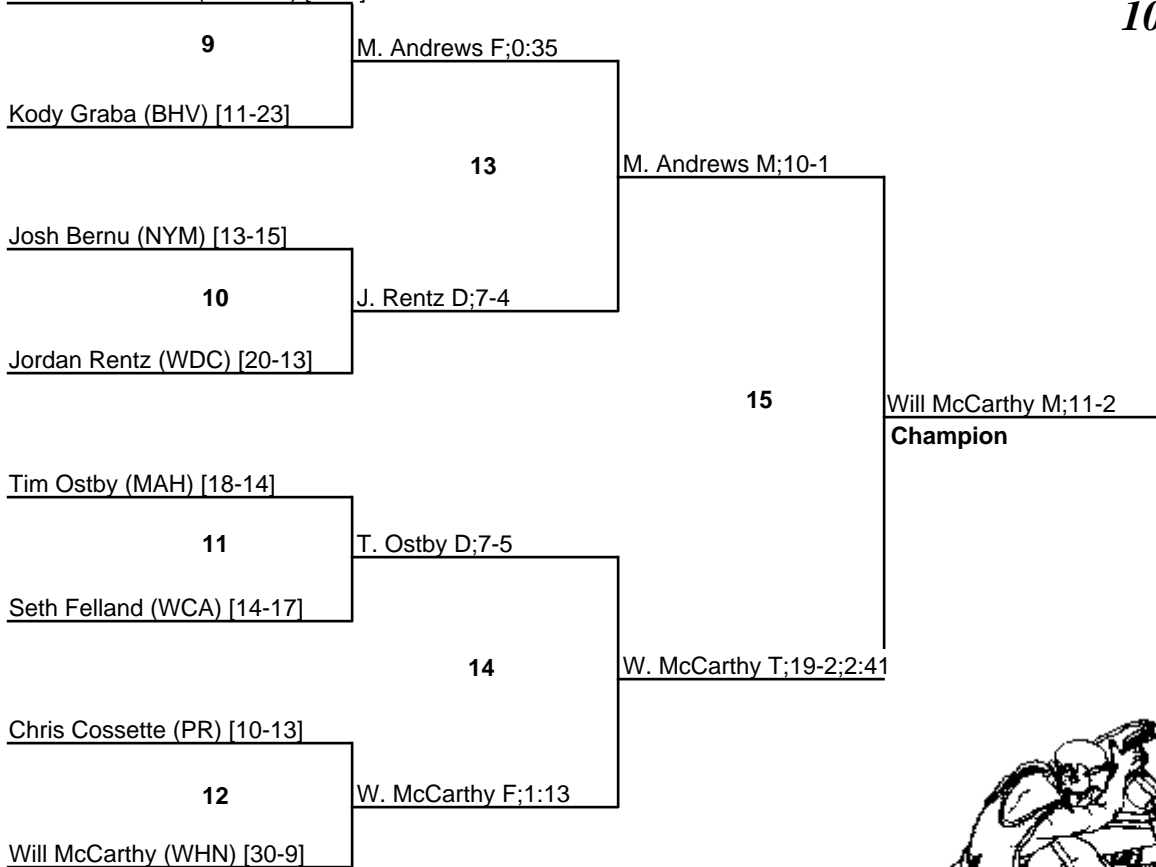 10
9
M. Andrews F;0:35
Kody Graba (BHV) [11-23]
13
M. Andrews M;10-1
Josh Bernu (NYM) [13-15]
10
J. Rentz D;7-4
Jordan Rentz (WDC) [20-13]
15
Will McCarthy M;11-2
Champion
Tim Ostby (MAH) [18-14]
11
T. Ostby D;7-5
Seth Felland (WCA) [14-17]
14
W. McCarthy T;19-2;2:41
Chris Cossette (PR) [10-13]
12
W. McCarthy F;1:13
Will McCarthy (WHN) [30-9]